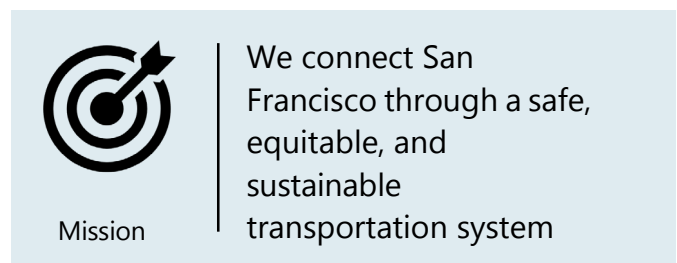 Mission
We connect San
Francisco through a safe,
equitable, and
sustainable
transportation system